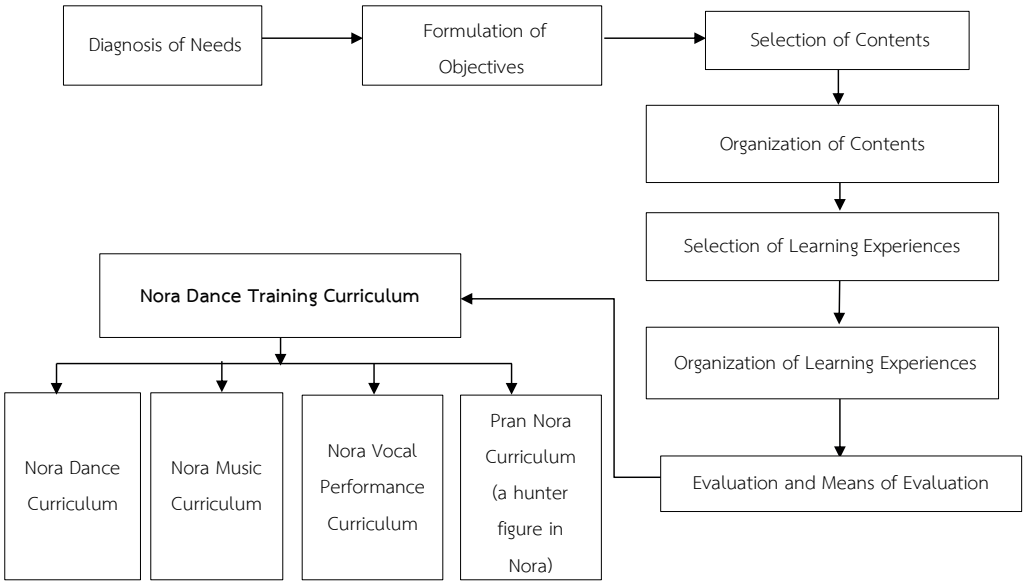 Diagnosis of Needs
Formulation of
Objectives
Selection of Contents
Organization of Contents
Selection of Learning Experiences
Organization of Learning Experiences
Evaluation and Means of Evaluation
Nora Dance Training Curriculum
Nora Dance
Curriculum
Nora Music
Curriculum
Nora Vocal
Performance
Curriculum
Pran Nora
Curriculum
(a hunter
figure in
Nora)